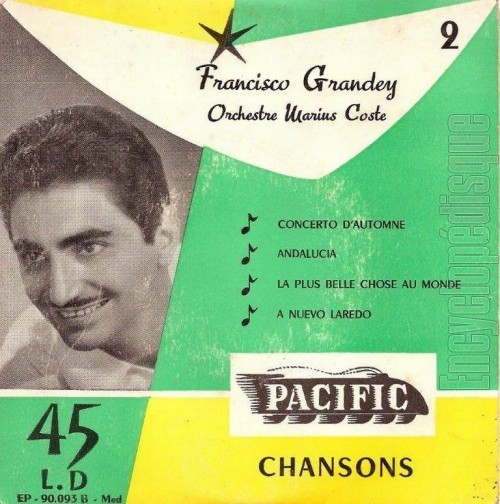 2
Francisco Grandey
Orchestre Marius Coste
CONCERTO D'AUTOMNE
ANDALUCIA
LA PLUS BELLE CHOSE AU MONDE
A NUEVO LAREDO
PACIFIC
CHANSONS
45
L.D
EP - 90.093 B - Med
Encyclopédisque